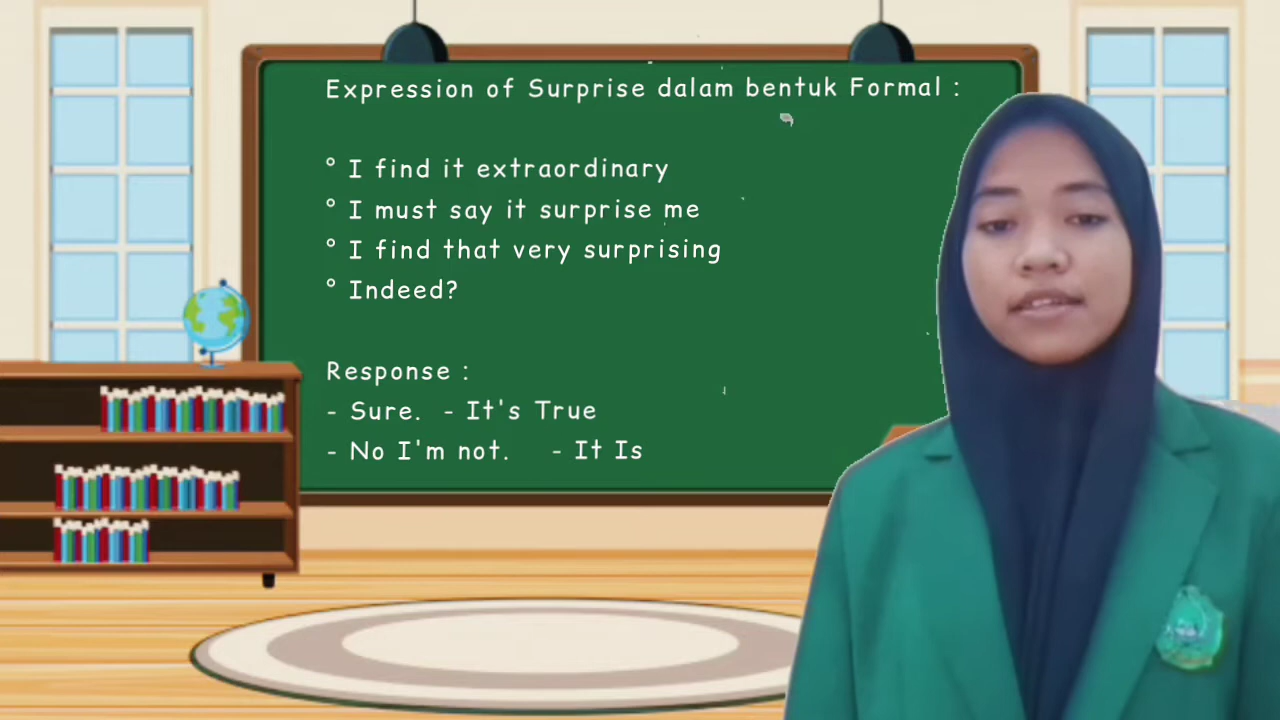 Expression of Surprise dalam bentuk Formal :
° I find it extraordinary
° I must say it surprise me
° I find that very surprising
° Indeed?
Response :
- Sure. - It's True
- No I'm not. - It Is